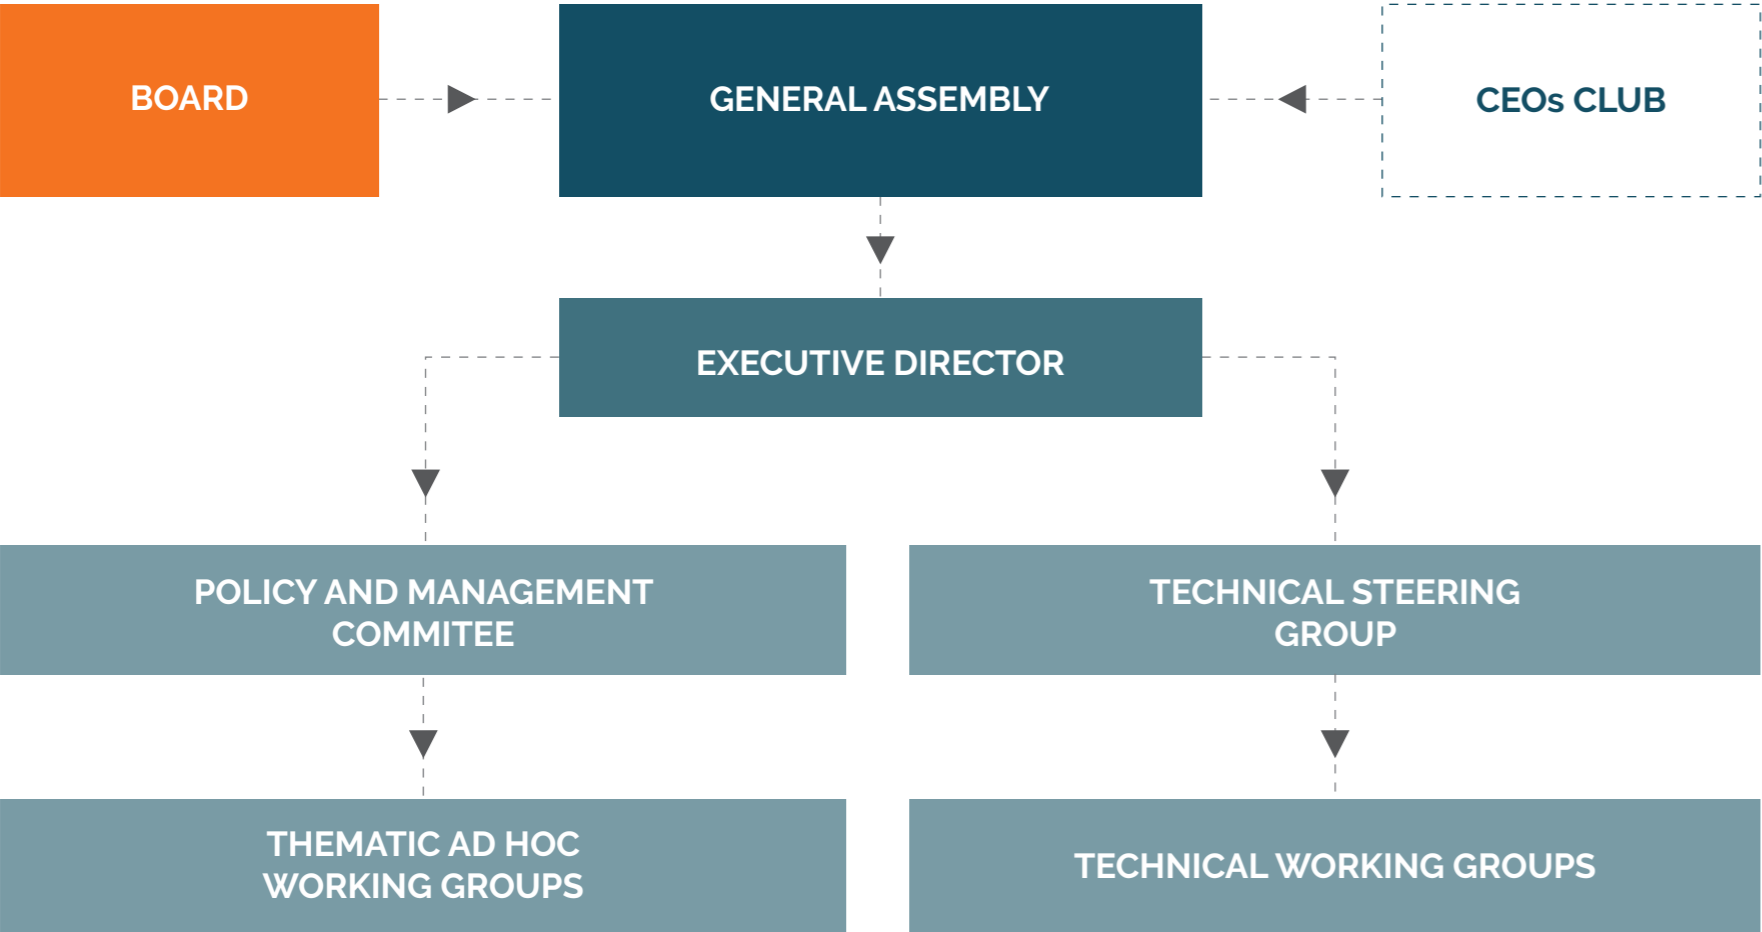 BOARD
GENERAL ASSEMBLY
CEOs CLUB
EXECUTIVE DIRECTOR
POLICY AND MANAGEMENT
COMMITEE
TECHNICAL STEERING
GROUP
THEMATIC AD HOC
WORKING GROUPS
TECHNICAL WORKING GROUPS